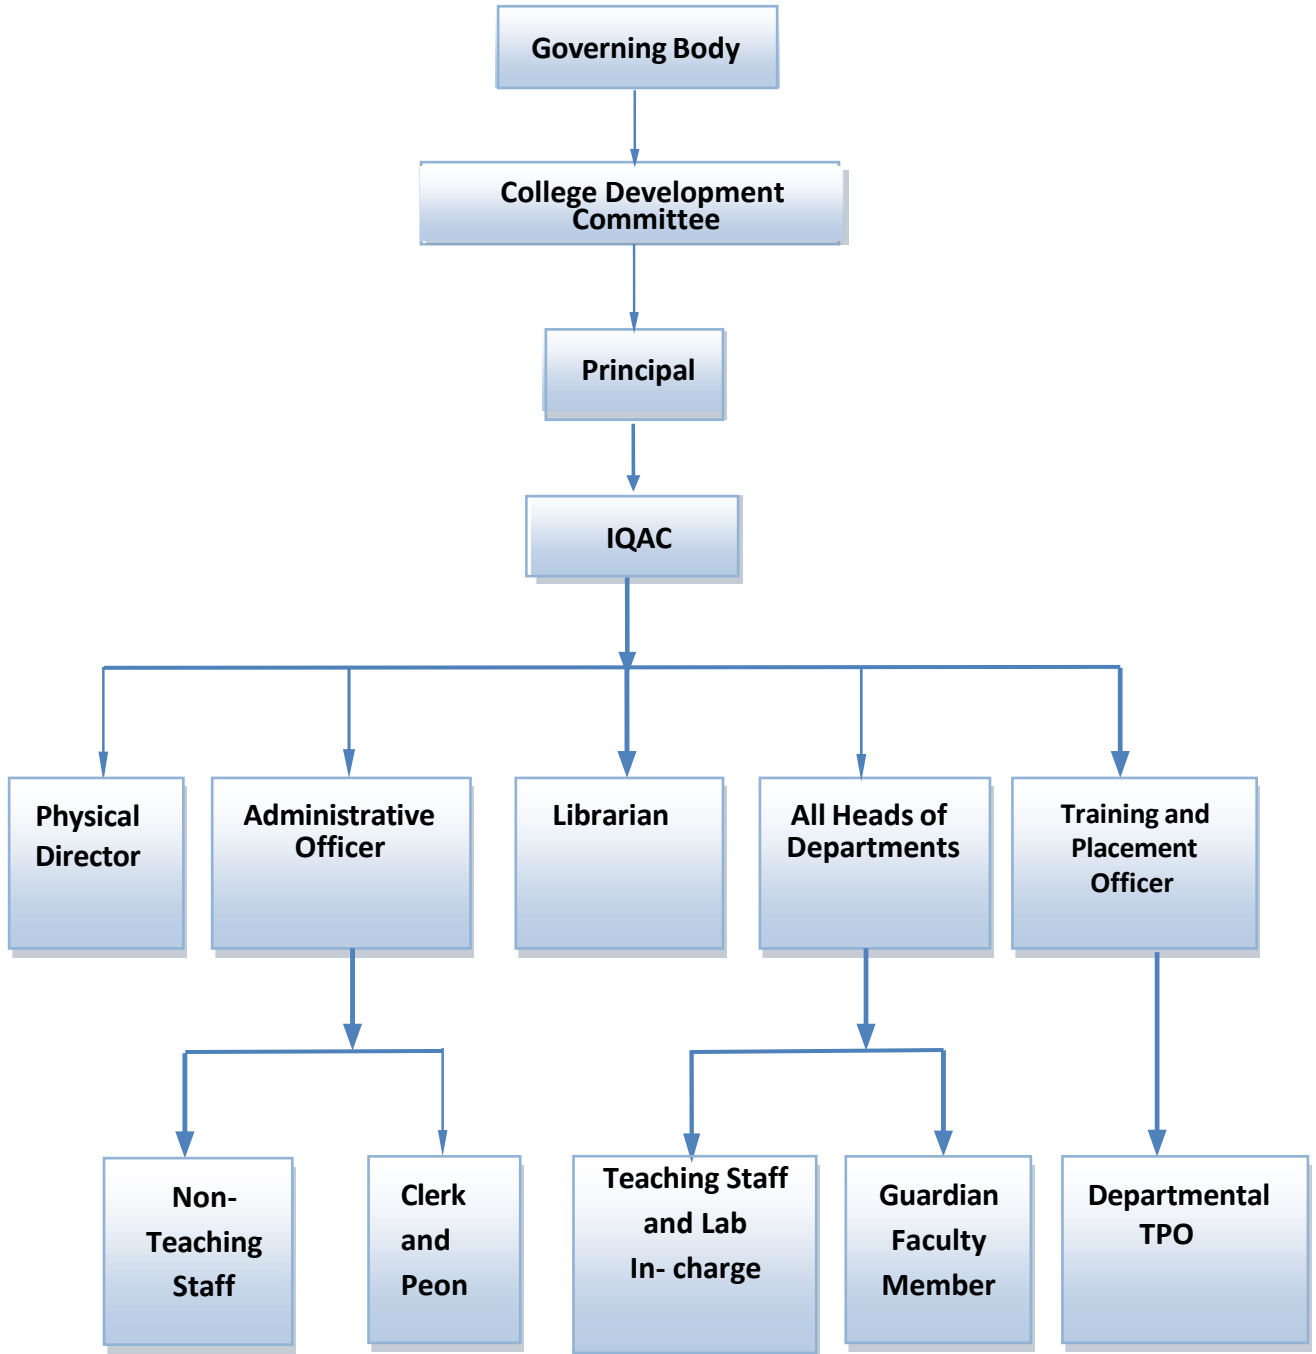 Governing Body
College Development
Committee
Principal
IQAC
Physical
Director
Administrative
Officer
Librarian
All Heads of
Departments
Training and
Placement
Officer
Non-
Teaching
Staff
Clerk
and
Peon
Teaching Staff
and Lab
In- charge
Guardian
Faculty
Member
Departmental
TPO